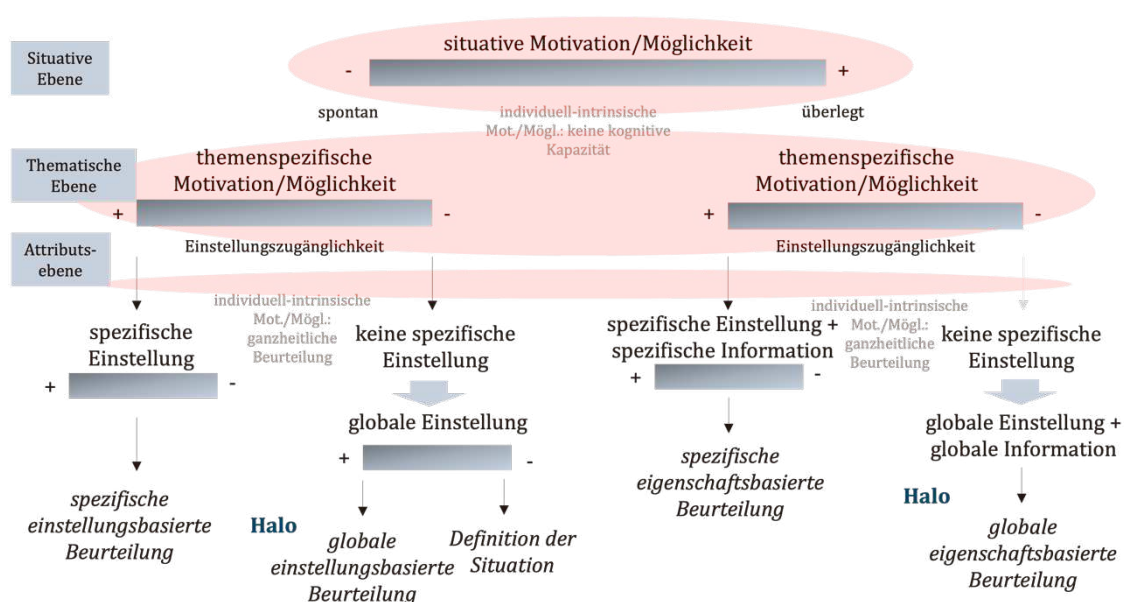 Situative
Ebene
situative Motivation/Möglichkeit
-
+
spontan
überlegt
individuell-intrinsische
Mot./Mögl.: keine kognitive
Kapazität
Thematische
Ebene
themenspezifische
Motivation/Möglichkeit
+
-
Einstellungszugänglichkeit
themenspezifische
Motivation/Möglichkeit
+
-
Einstellungszugänglichkeit
Attributs-
ebene
spezifische
Einstellung
+
-
spezifische
einstellungsbasierte
Beurteilung
individuell-intrinsische
Mot./Mögl.:
ganzheitliche
Beurteilung
keine spezifische
Einstellung
globale Einstellung
+
-
Halo
globale
einstellungsbasierte
Beurteilung
Definition der
Situation
spezifische Einstellung +
spezifische Information
+
-
spezifische
eigenschaftsbasierte
Beurteilung
individuell-intrinsische
Mot./Mögl.:
ganzheitliche
Beurteilung
keine spezifische
Einstellung
globale Einstellung +
globale Information
Halo
globale
eigenschaftsbasierte
Beurteilung